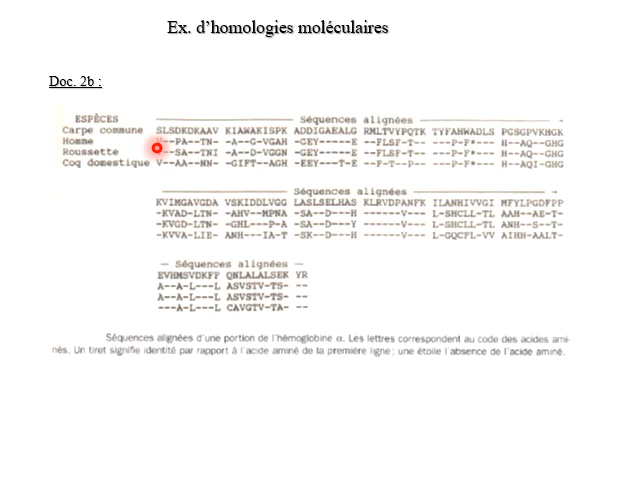 Ex. d'homologies moléculaires
Doc. 2b :
ESPÈCES Séquences alignées
Carpe commune SLSDKDKAAV KIAWAKISPK ADDIGAEALG RMLTVYPQTK TYFAHWADLS PGSGPVKHGK
Homme V--PA--TN- -A--G-VGAH -GEY-----E --FLSF-T-- ---P-F*--- H--AQ--GHG
Roussette --SA--TNI -A--D-VGGN -GEY-----E --FLSF-T-- ---P-F*--- H--AQ--GHG
Coq domestique V--AA--NN- -GIFT--AGH -EEY---T-E --F-T--P-- ---P-F*--- H--AQI-GHG
Séquences alignées
KVIMGAVGDA VSKIDDLVGG LASLSELHAS KLRVDPANFK ILANHIVVGI MFYLPGDFPP
-KVAD-LTN- -AHV--MPNA -SA--D---H ------V--- L-SHCLL-TL AAH--AE-T-
-KVGD-LTN- -GHL---P-A -SA--D---Y ------V--- L-SHCLL-TL ANH--S--T-
-KVVA-LIE- ANH---IA-T -SK--D---H ------V--- L-GQCFL-VV AIHH-AALT-
— Séquences alignées —
EVHMSVDKFF QNLALALSEK YR
A--A-L---L ASVSTV-TS- --
A--A-L---L ASVSTV-TS- --
---A-L---L CAVGTV-TA- --
Séquences alignées d'une portion de l'hémoglobine α. Les lettres correspondent au code des acides ami-
nés. Un tiret signifie identité par rapport à l'acide aminé de la première ligne ; une étoile l'absence de l'acide aminé.